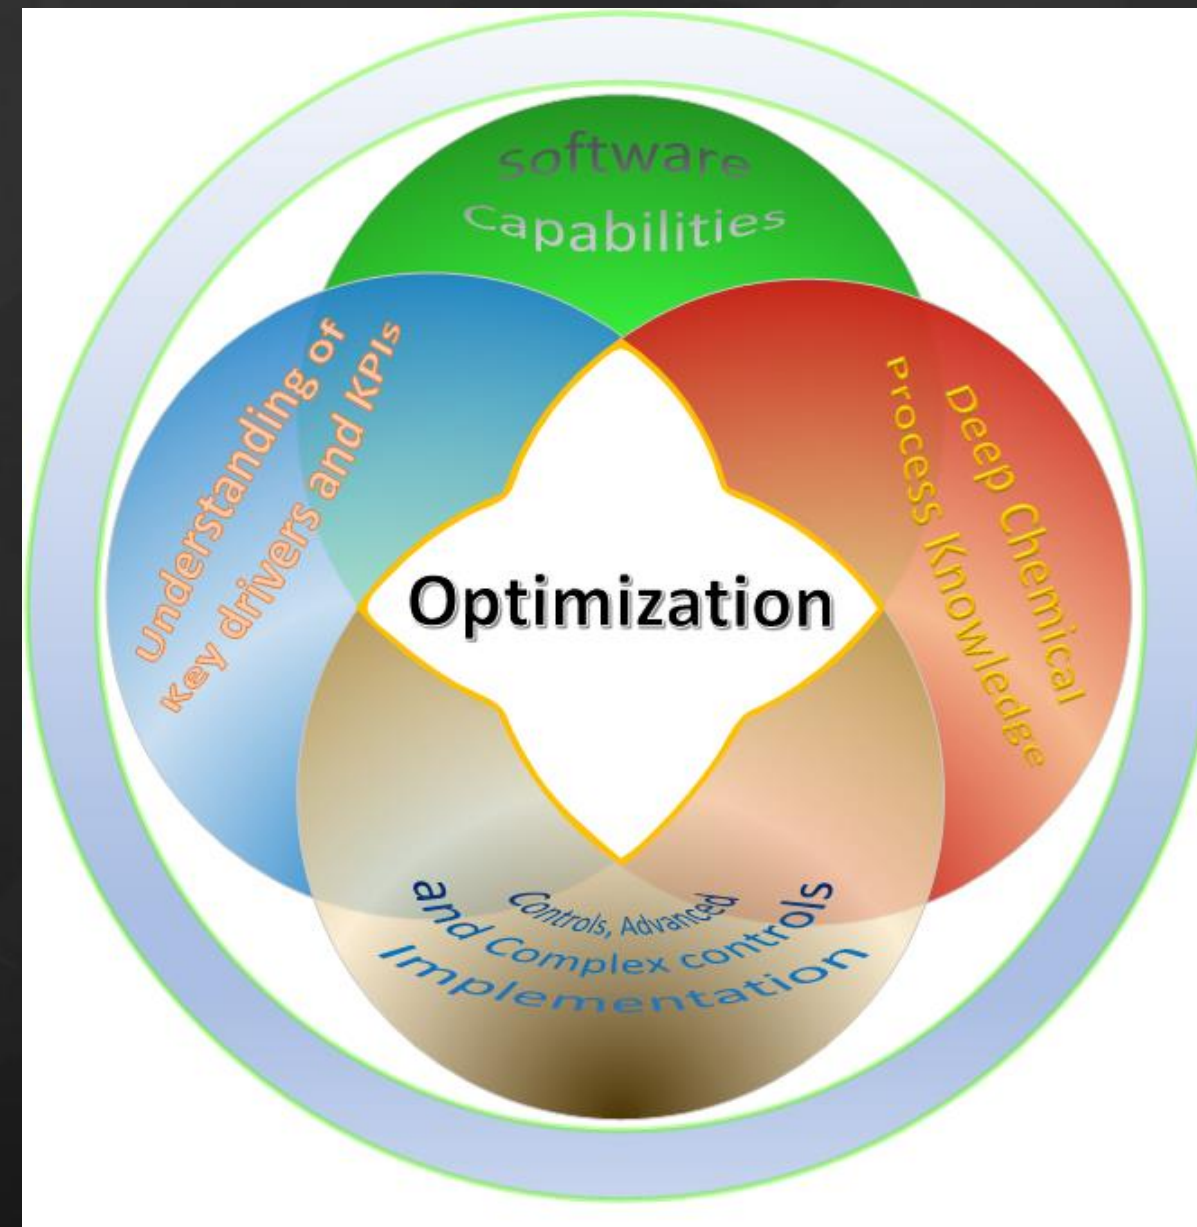 Software
Capabilities
Understanding of
Key drivers and KPIs
Deep Chemical
Process Knowledge
Optimization
Controls, Advanced
and Complex controls
Implementation